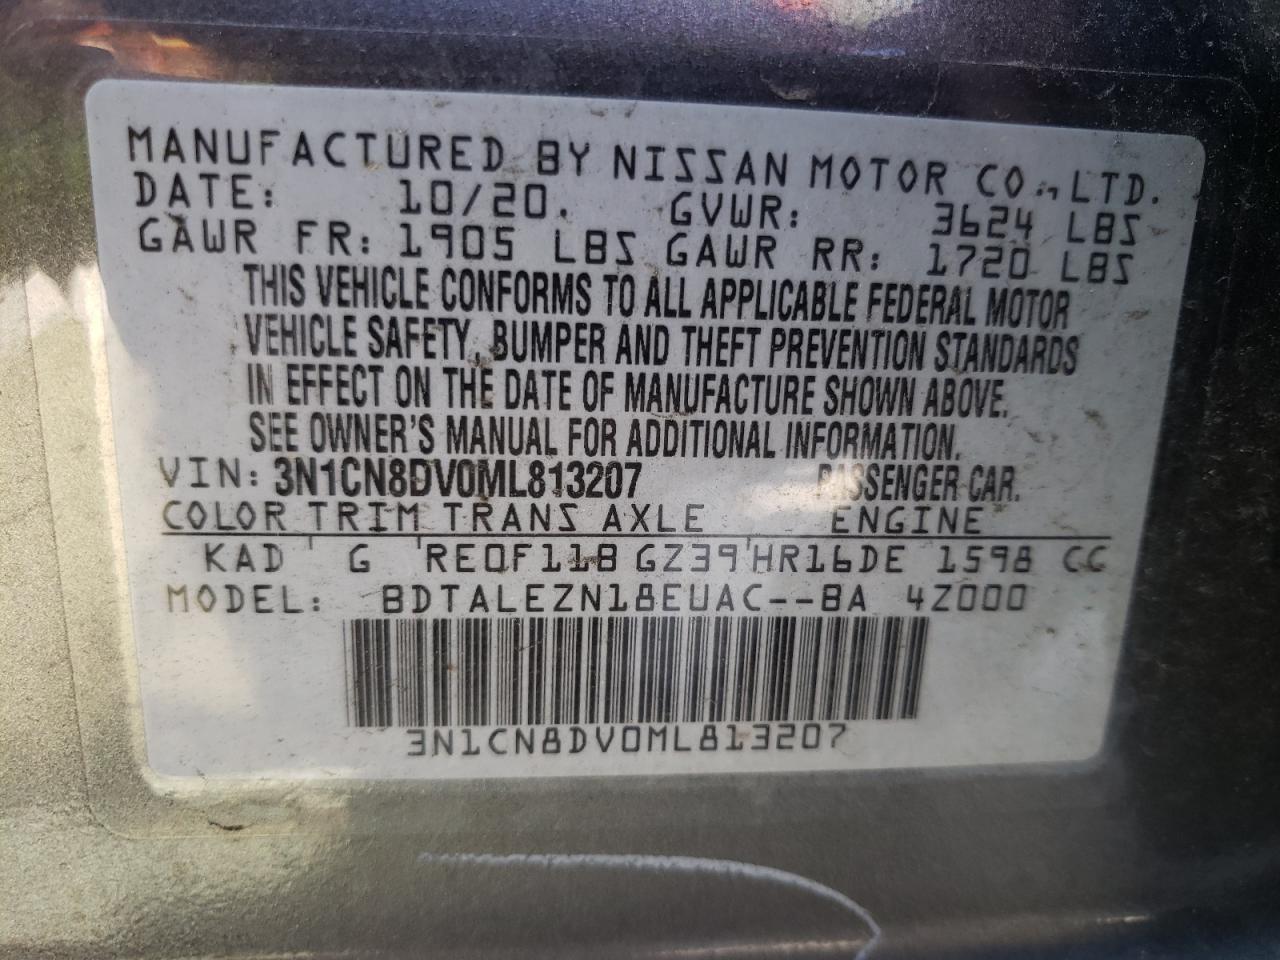 MANUFACTURED BY NISSAN MOTOR CO., LTD.
DATE: 10/20. GVWR: 3624 LBS
GAWR FR: 1905 LBS GAWR RR: 1720 LBS
THIS VEHICLE CONFORMS TO ALL APPLICABLE FEDERAL MOTOR
VEHICLE SAFETY, BUMPER AND THEFT PREVENTION STANDARDS
IN EFFECT ON THE DATE OF MANUFACTURE SHOWN ABOVE.
SEE OWNER'S MANUAL FOR ADDITIONAL INFORMATION.
VIN: 3N1CN8DV0ML813207 PASSENGER CAR.
COLOR TRIM TRANS AXLE ENGINE
KAD G RE0F11B GZ39 HR16DE 1598 CC
MODEL: BDTALEZN18EUAC--BA 4Z000
3N1CN8DV0ML813207